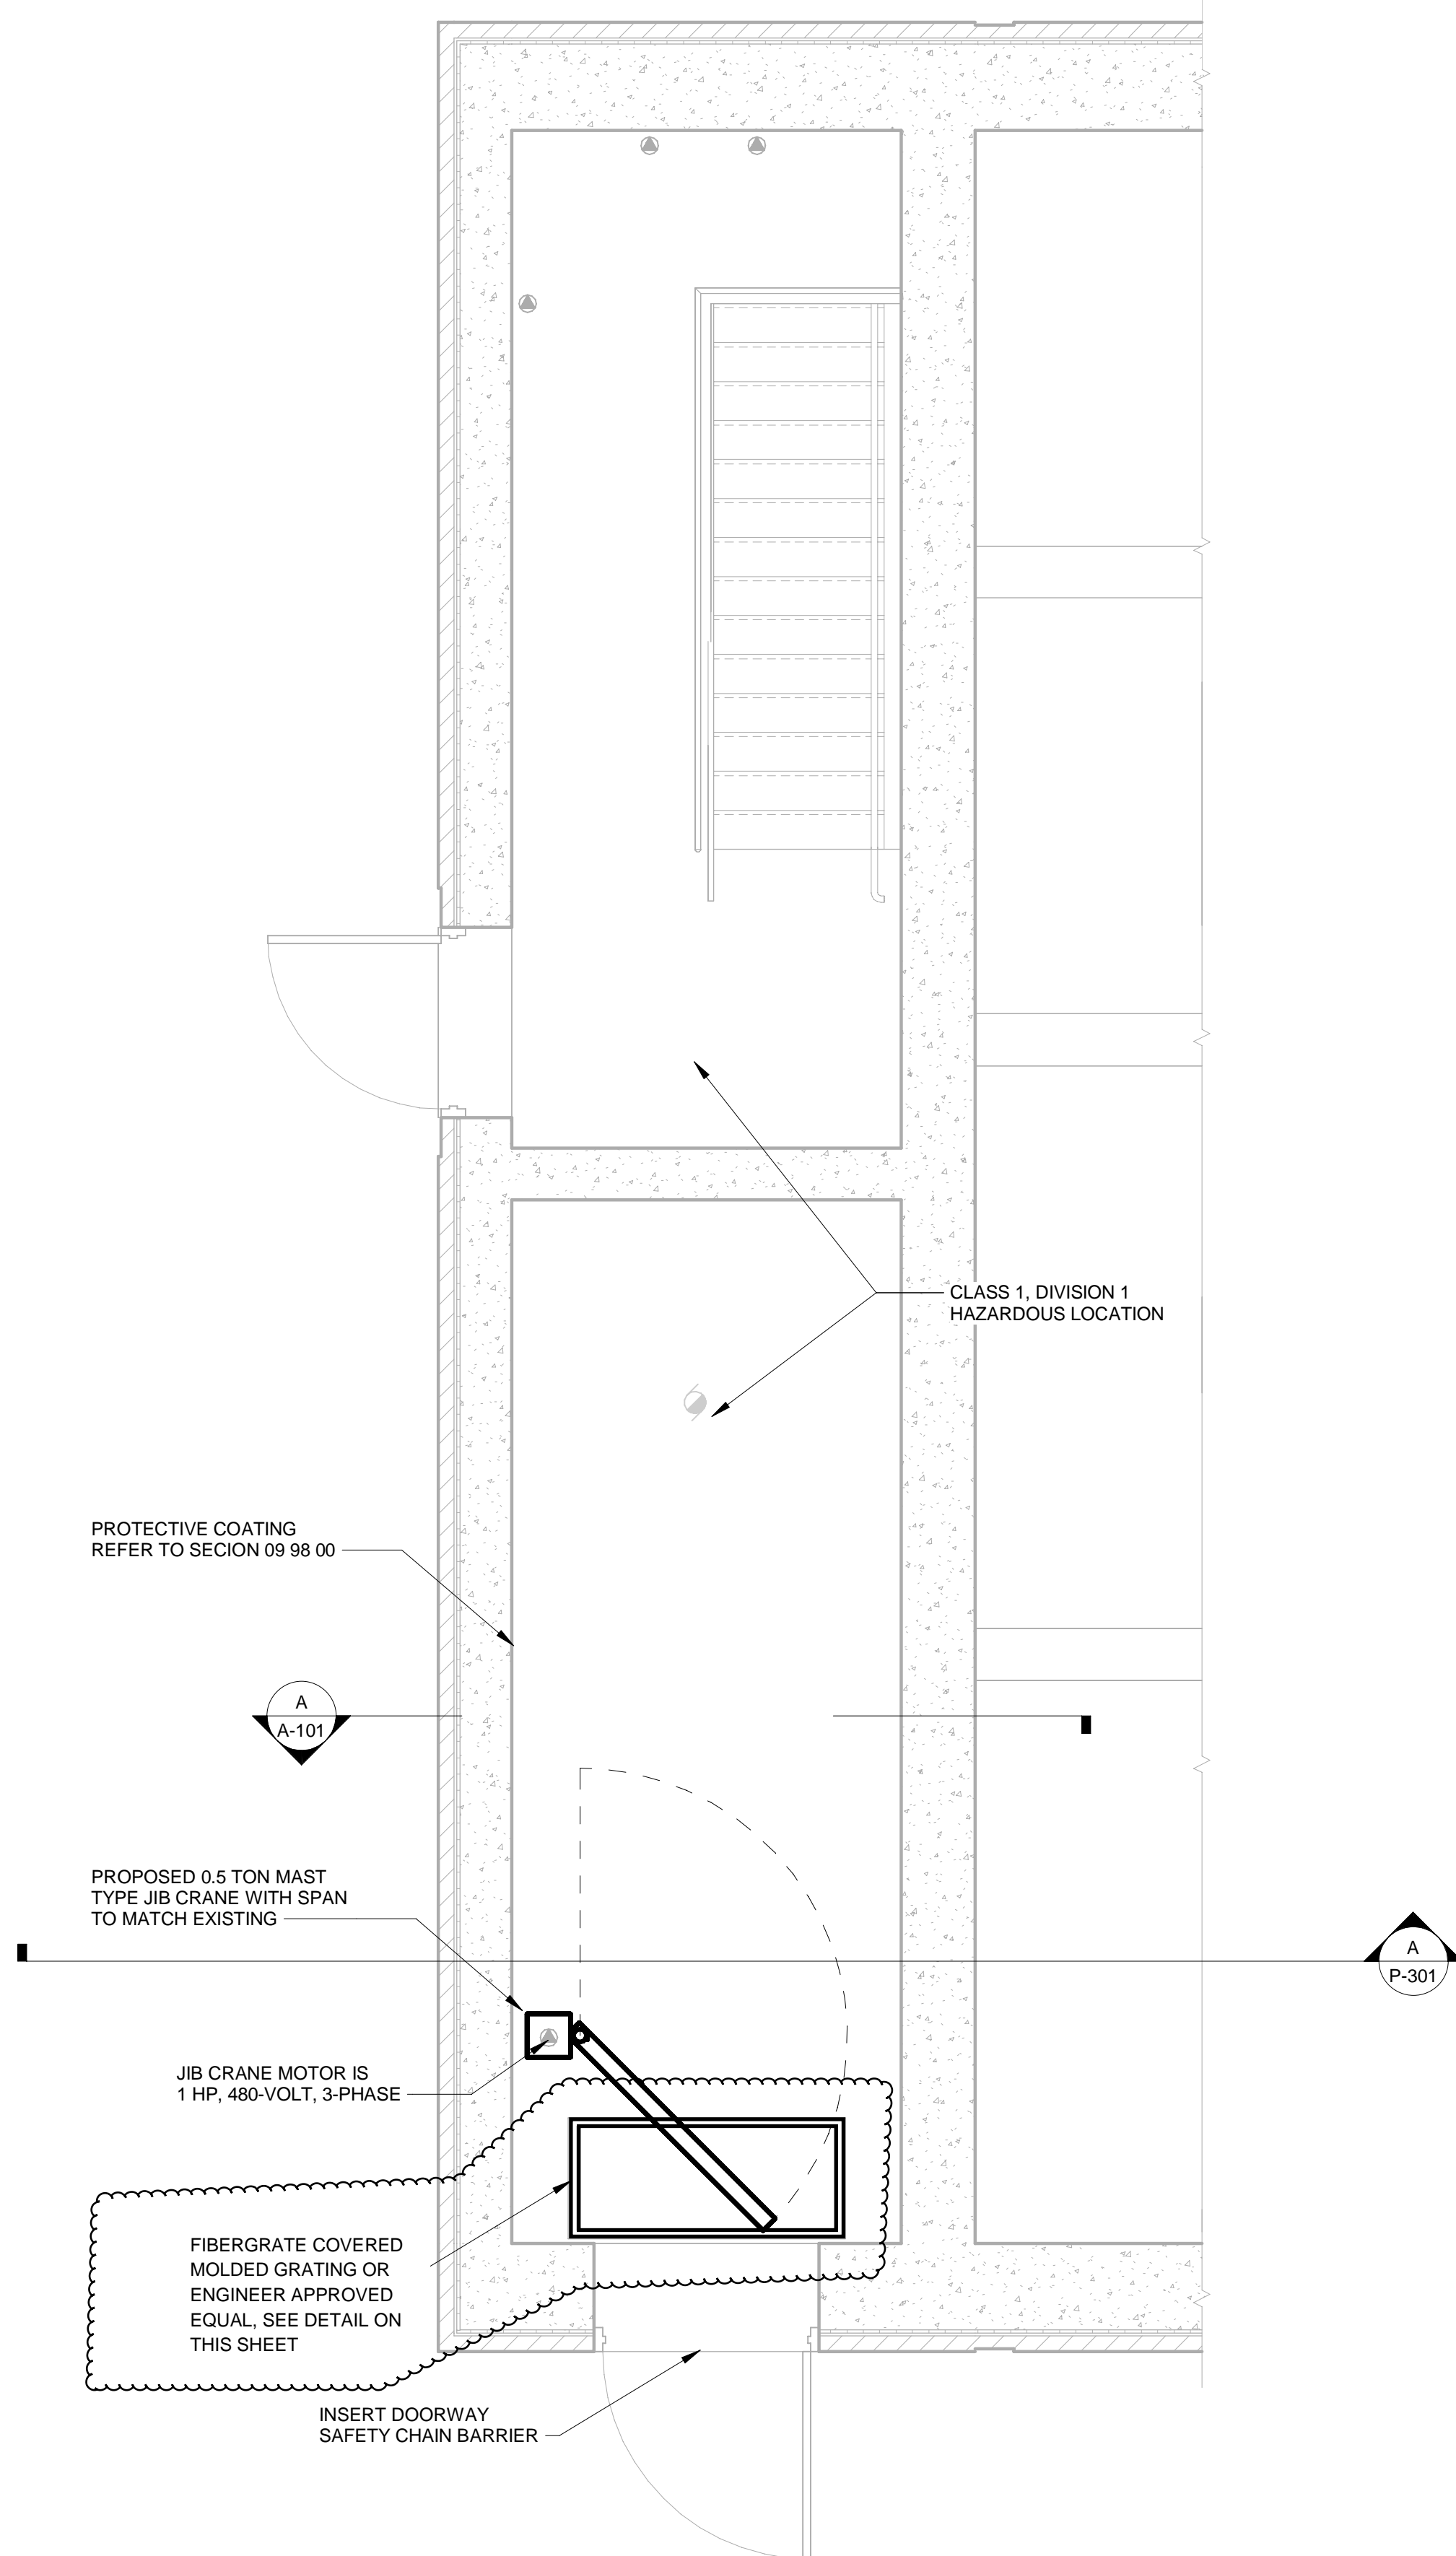 CLASS 1, DIVISION 1
HAZARDOUS LOCATION
PROTECTIVE COATING
REFER TO SECION 09 98 00
A
A-101
PROPOSED 0.5 TON MAST
TYPE JIB CRANE WITH SPAN
TO MATCH EXISTING
A
P-301
JIB CRANE MOTOR IS
1 HP, 480-VOLT, 3-PHASE
FIBERGRATE COVERED
MOLDED GRATING OR
ENGINEER APPROVED
EQUAL, SEE DETAIL ON
THIS SHEET
INSERT DOORWAY
SAFETY CHAIN BARRIER